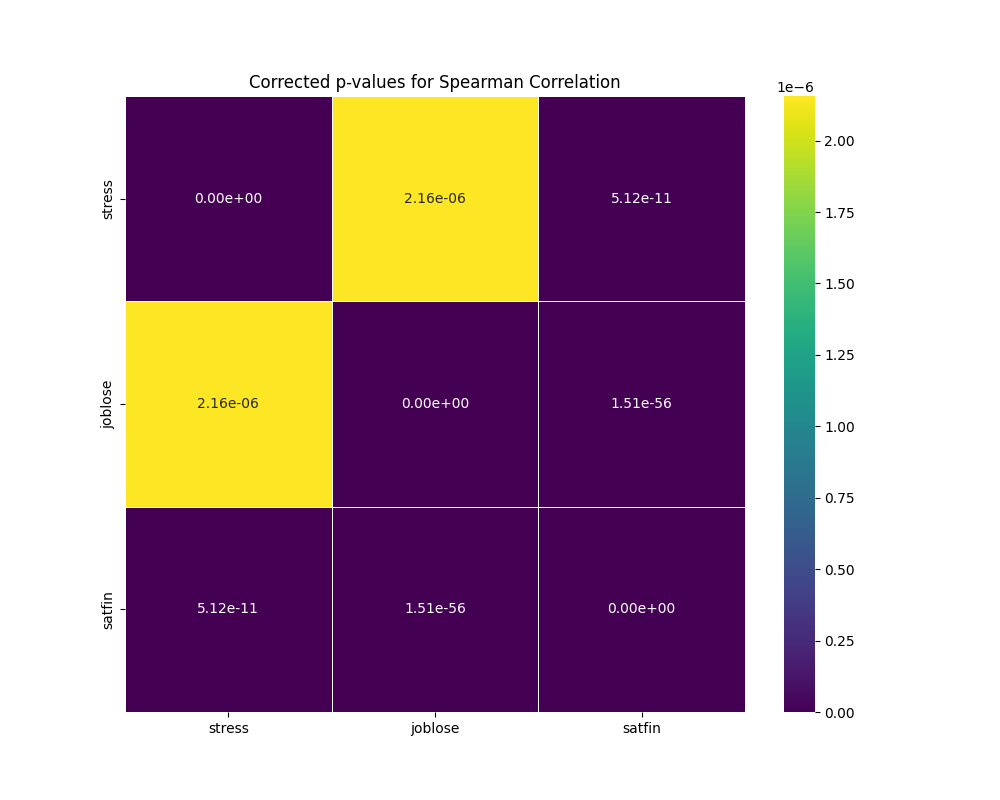 Corrected p-values for Spearman Correlation
1e−6
stress
0.00e+00 2.16e-06 5.12e-11
joblose
2.16e-06 0.00e+00 1.51e-56
satfin
5.12e-11 1.51e-56 0.00e+00
stress joblose satfin
2.00
1.75
1.50
1.25
1.00
0.75
0.50
0.25
0.00